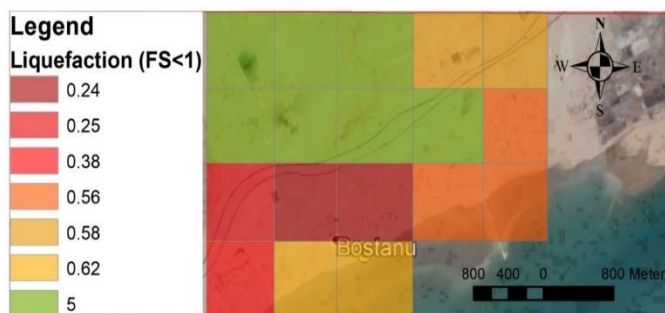 Legend
Liquefaction (FS<1)
0.24
0.25
0.38
0.56
0.58
0.62
5
N
W E
S
Bostanu
800 400 0 800 Meter